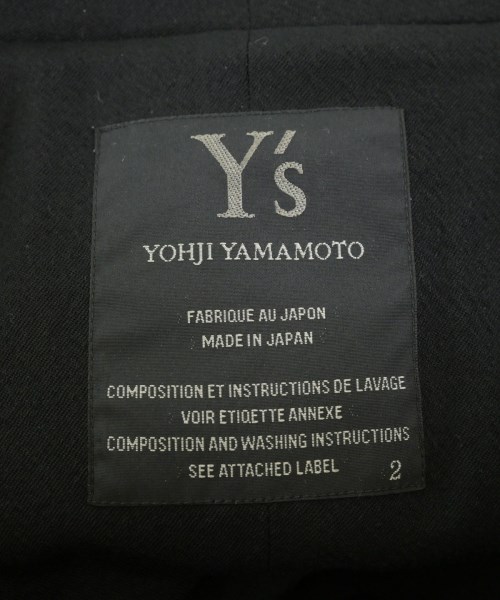 Y's
YOHJI YAMAMOTO
FABRIQUE AU JAPON
MADE IN JAPAN
COMPOSITION ET INSTRUCTIONS DE LAVAGE
VOIR ETIQETTE ANNEXE
COMPOSITION AND WASHING INSTRUCTIONS
SEE ATTACHED LABEL 2